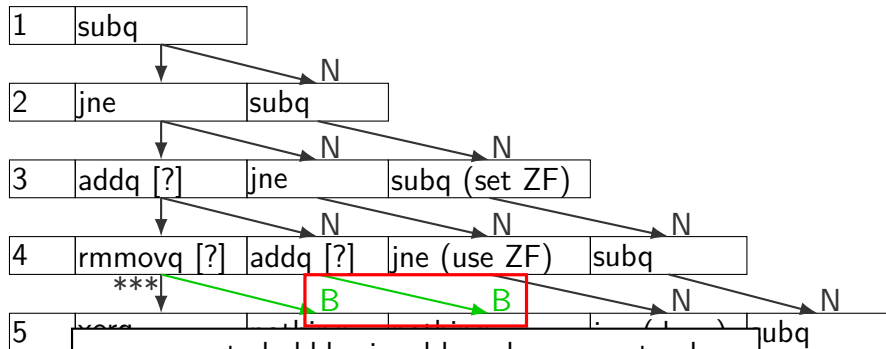 1 subq
N
2 jne subq
N N
3 addq [?] jne subq (set ZF)
N N N
4 rmmovq [?] addq [?] jne (use ZF) subq
*** B B N N
5 subq